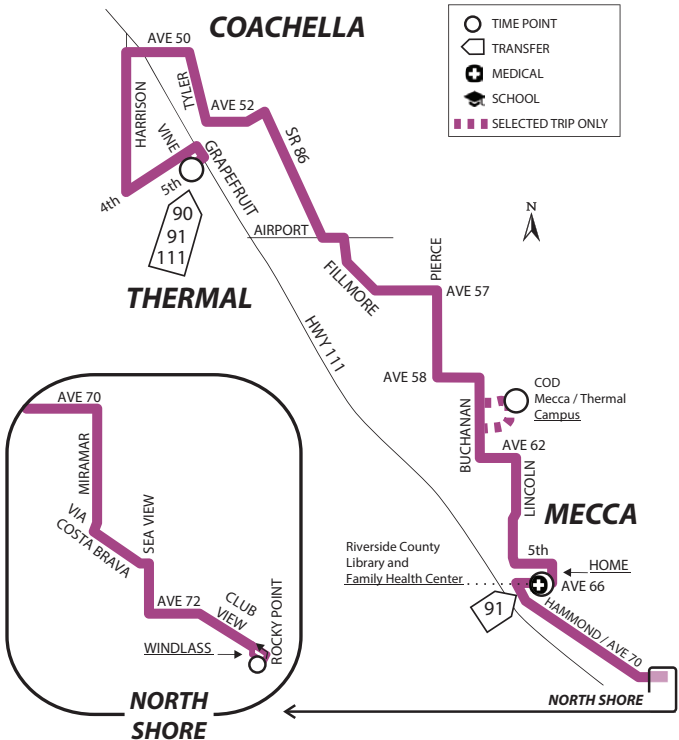 COACHELLA
AVE 50
TYLER
HARRISON
AVE 52
VINE
GRAPEFRUIT
SR 86
5th
4th
90
91
111
THERMAL
AIRPORT
FILLMORE
HWY 111
PIERCE
AVE 57
AVE 58
BUCHANAN
COD
Mecca / Thermal
Campus
AVE 62
LINCOLN
MECCA
5th
HOME
AVE 66
Riverside County
Library and
Family Health Center
91
HAMMOND / AVE 70
NORTH SHORE
TIME POINT
TRANSFER
MEDICAL
SCHOOL
SELECTED TRIP ONLY
N
AVE 70
MIRAMAR
VIA
COSTA BRAVA
SEA VIEW
AVE 72
CLUB
VIEW
ROCKY POINT
WINDLASS
NORTH
SHORE